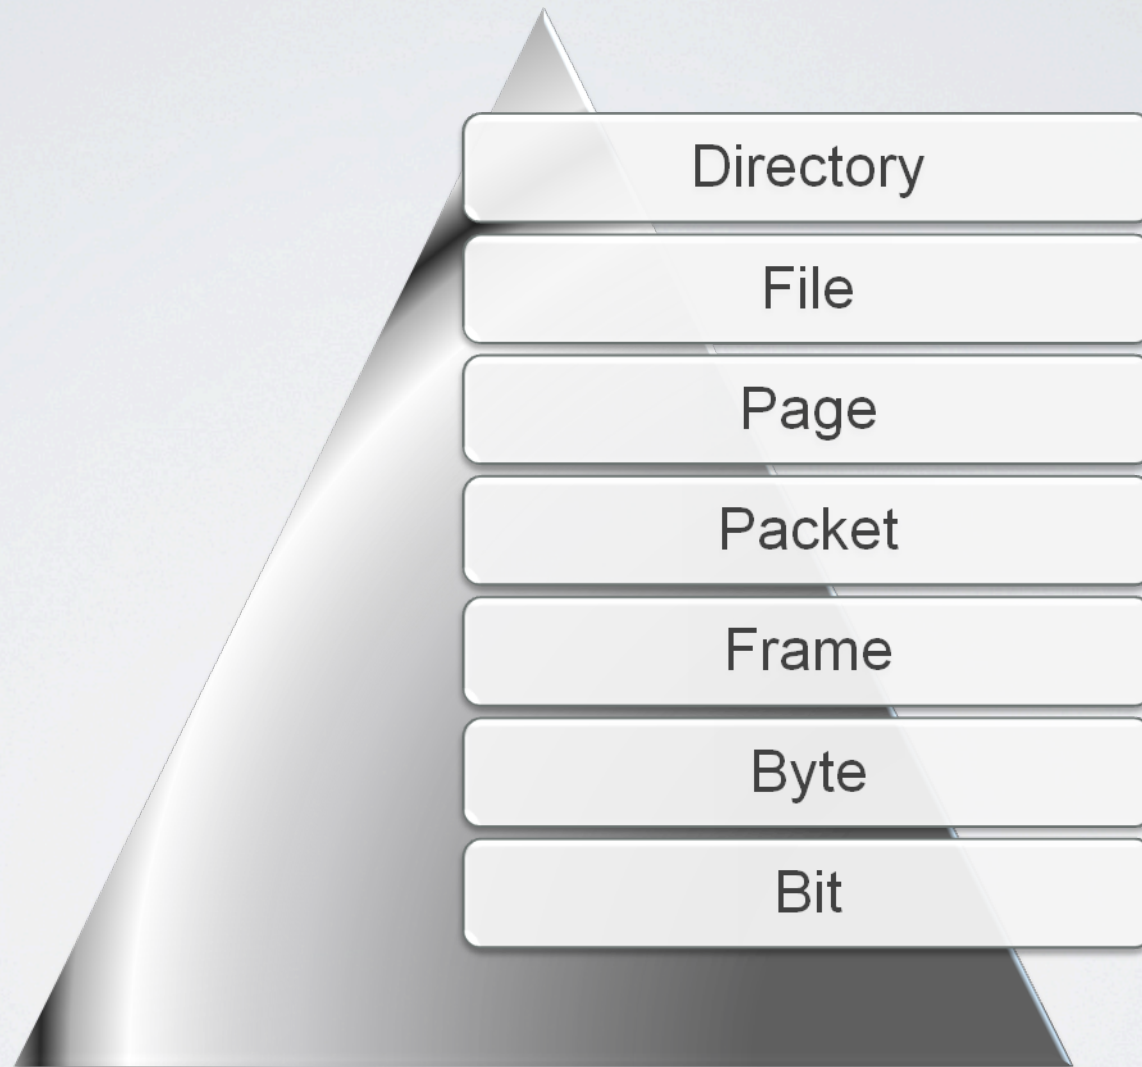 Directory
File
Page
Packet
Frame
Byte
Bit